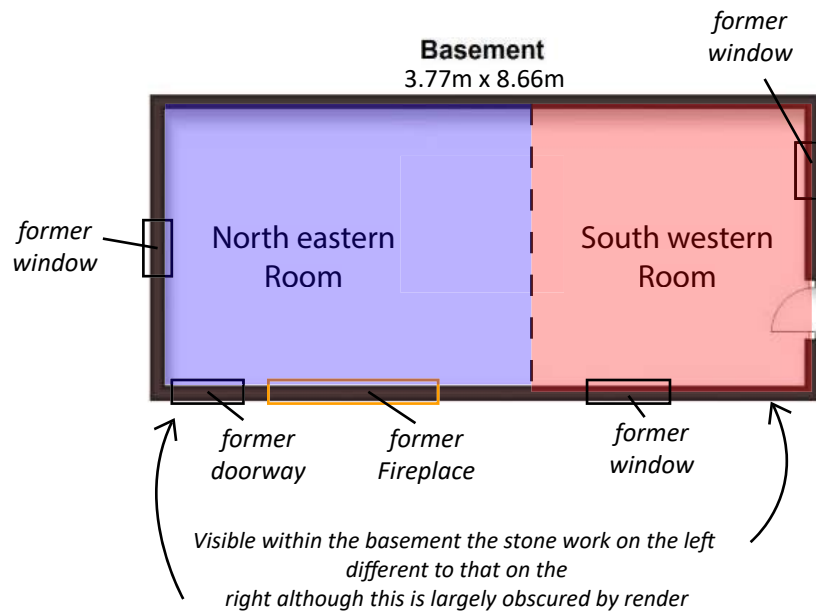 former
window
Basement
3.77m x 8.66m
former
window
North eastern
Room
South western
Room
former
doorway
former
Fireplace
former
window
Visible within the basement the stone work on the left
different to that on the
right although this is largely obscured by render